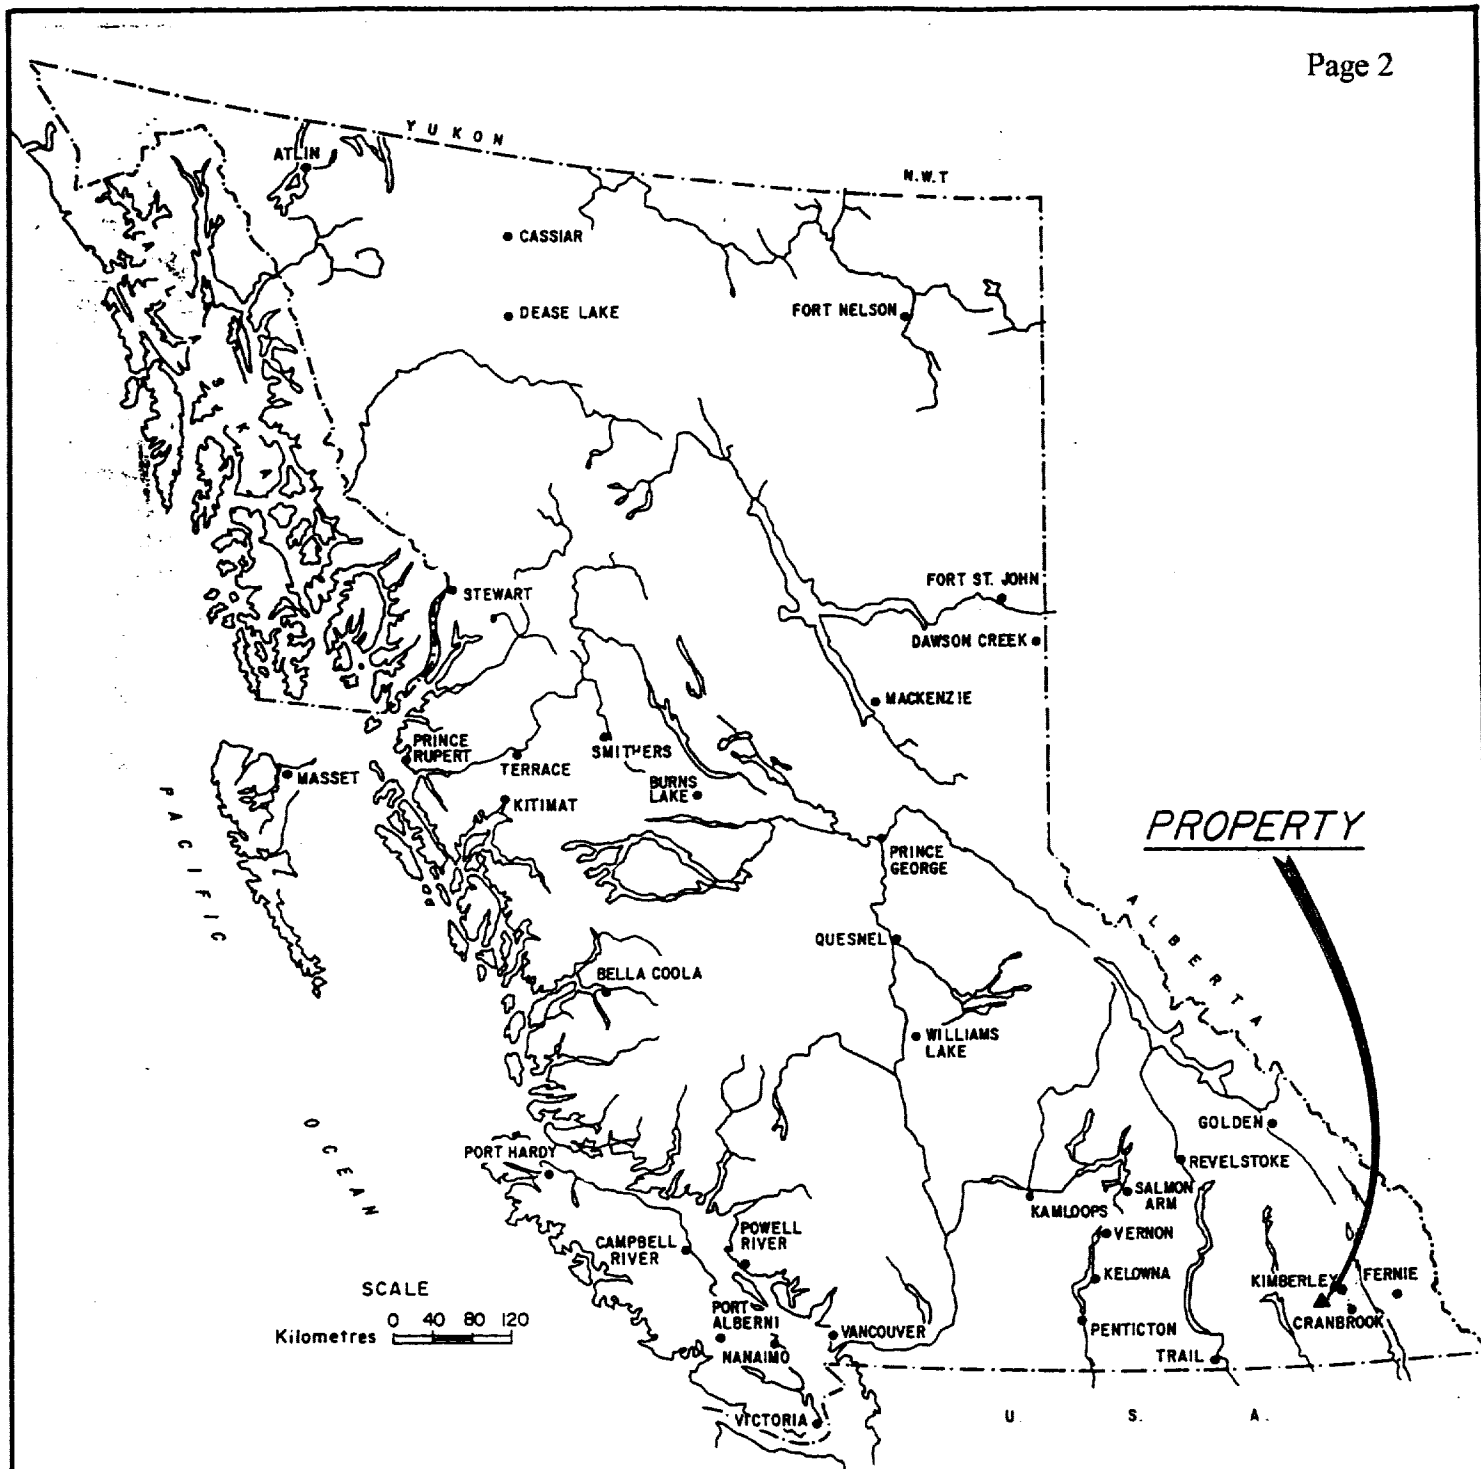 Page 2
YUKON
N.W.T
ATLIN
CASSIAR
DEASE LAKE
FORT NELSON
ALASKA
FORT ST. JOHN
STEWART
DAWSON CREEK
MACKENZIE
PRINCE
RUPERT
SMITHERS
TERRACE
MASSET
BURNS
LAKE
KITIMAT
PACIFIC
PROPERTY
PRINCE
GEORGE
ALBERTA
QUESNEL
BELLA COOLA
WILLIAMS
LAKE
OCEAN
GOLDEN
PORT HARDY
REVELSTOKE
SALMON
ARM
KAMLOOPS
POWELL
RIVER
CAMPBELL
RIVER
VERNON
KELOWNA
KIMBERLEY
FERNIE
SCALE
0 40 80 120
Kilometres
PORT
ALBERNI
CRANBROOK
VANCOUVER
PENTICTON
NANAIMO
TRAIL
VICTORIA
U. S. A.